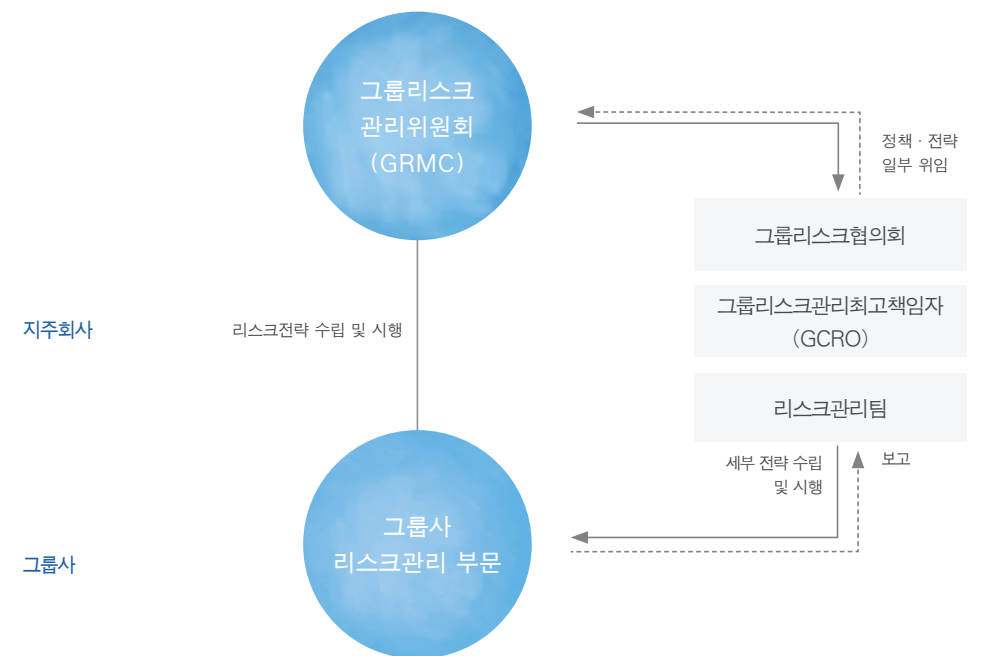 그룹리스크
관리위원회
(GRMC)
정책 · 전략
일부 위임
그룹리스크협의회
그룹리스크관리최고책임자
(GCRO)
지주회사
리스크전략 수립 및 시행
리스크관리팀
세부 전략 수립
및 시행
보고
그룹사
그룹사
리스크관리 부문